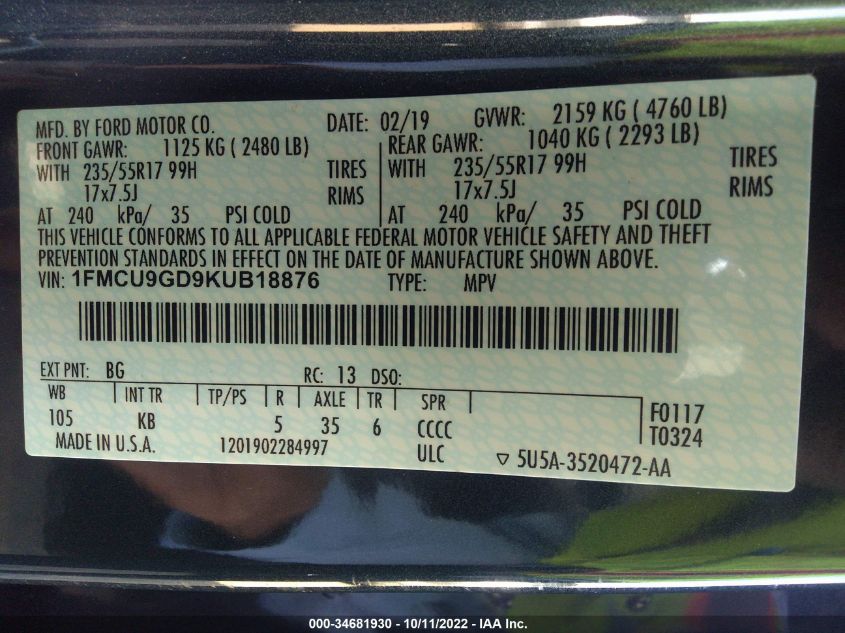 MFD. BY FORD MOTOR CO. DATE: 02/19 GVWR: 2159 KG ( 4760 LB)
FRONT GAWR: 1125 KG ( 2480 LB) REAR GAWR: 1040 KG ( 2293 LB)
WITH 235/55R17 99H TIRES WITH 235/55R17 99H TIRES
17x7.5J RIMS 17x7.5J RIMS
AT 240 kPa/ 35 PSI COLD AT 240 kPa/ 35 PSI COLD
THIS VEHICLE CONFORMS TO ALL APPLICABLE FEDERAL MOTOR VEHICLE SAFETY AND THEFT
PREVENTION STANDARDS IN EFFECT ON THE DATE OF MANUFACTURE SHOWN ABOVE.
VIN: 1FMCU9GD9KUB18876 TYPE: MPV
EXT PNT: BG RC: 13 DSO:
WB INT TR TP/PS R AXLE TR SPR
105 KB 5 35 6 CCCC F0117
MADE IN U.S.A. 1201902284997 ULC T0324
▽ 5U5A-3520472-AA
000-34681930 - 10/11/2022 - IAA Inc.